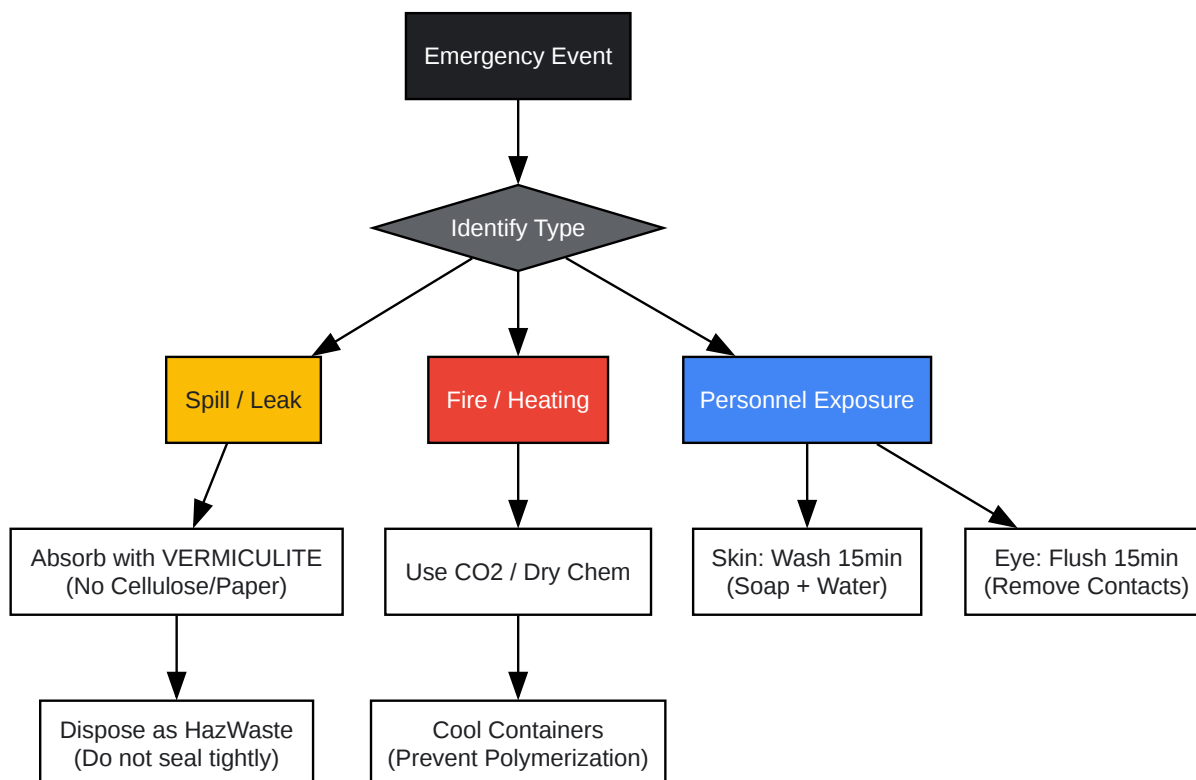 Emergency Event
Identify Type
Spill / Leak
Fire / Heating
Personnel Exposure
Absorb with VERMICULITE
(No Cellulose/Paper)
Use CO2 / Dry Chem
Skin: Wash 15min
(Soap + Water)
Eye: Flush 15min
(Remove Contacts)
Dispose as HazWaste
(Do not seal tightly)
Cool Containers
(Prevent Polymerization)